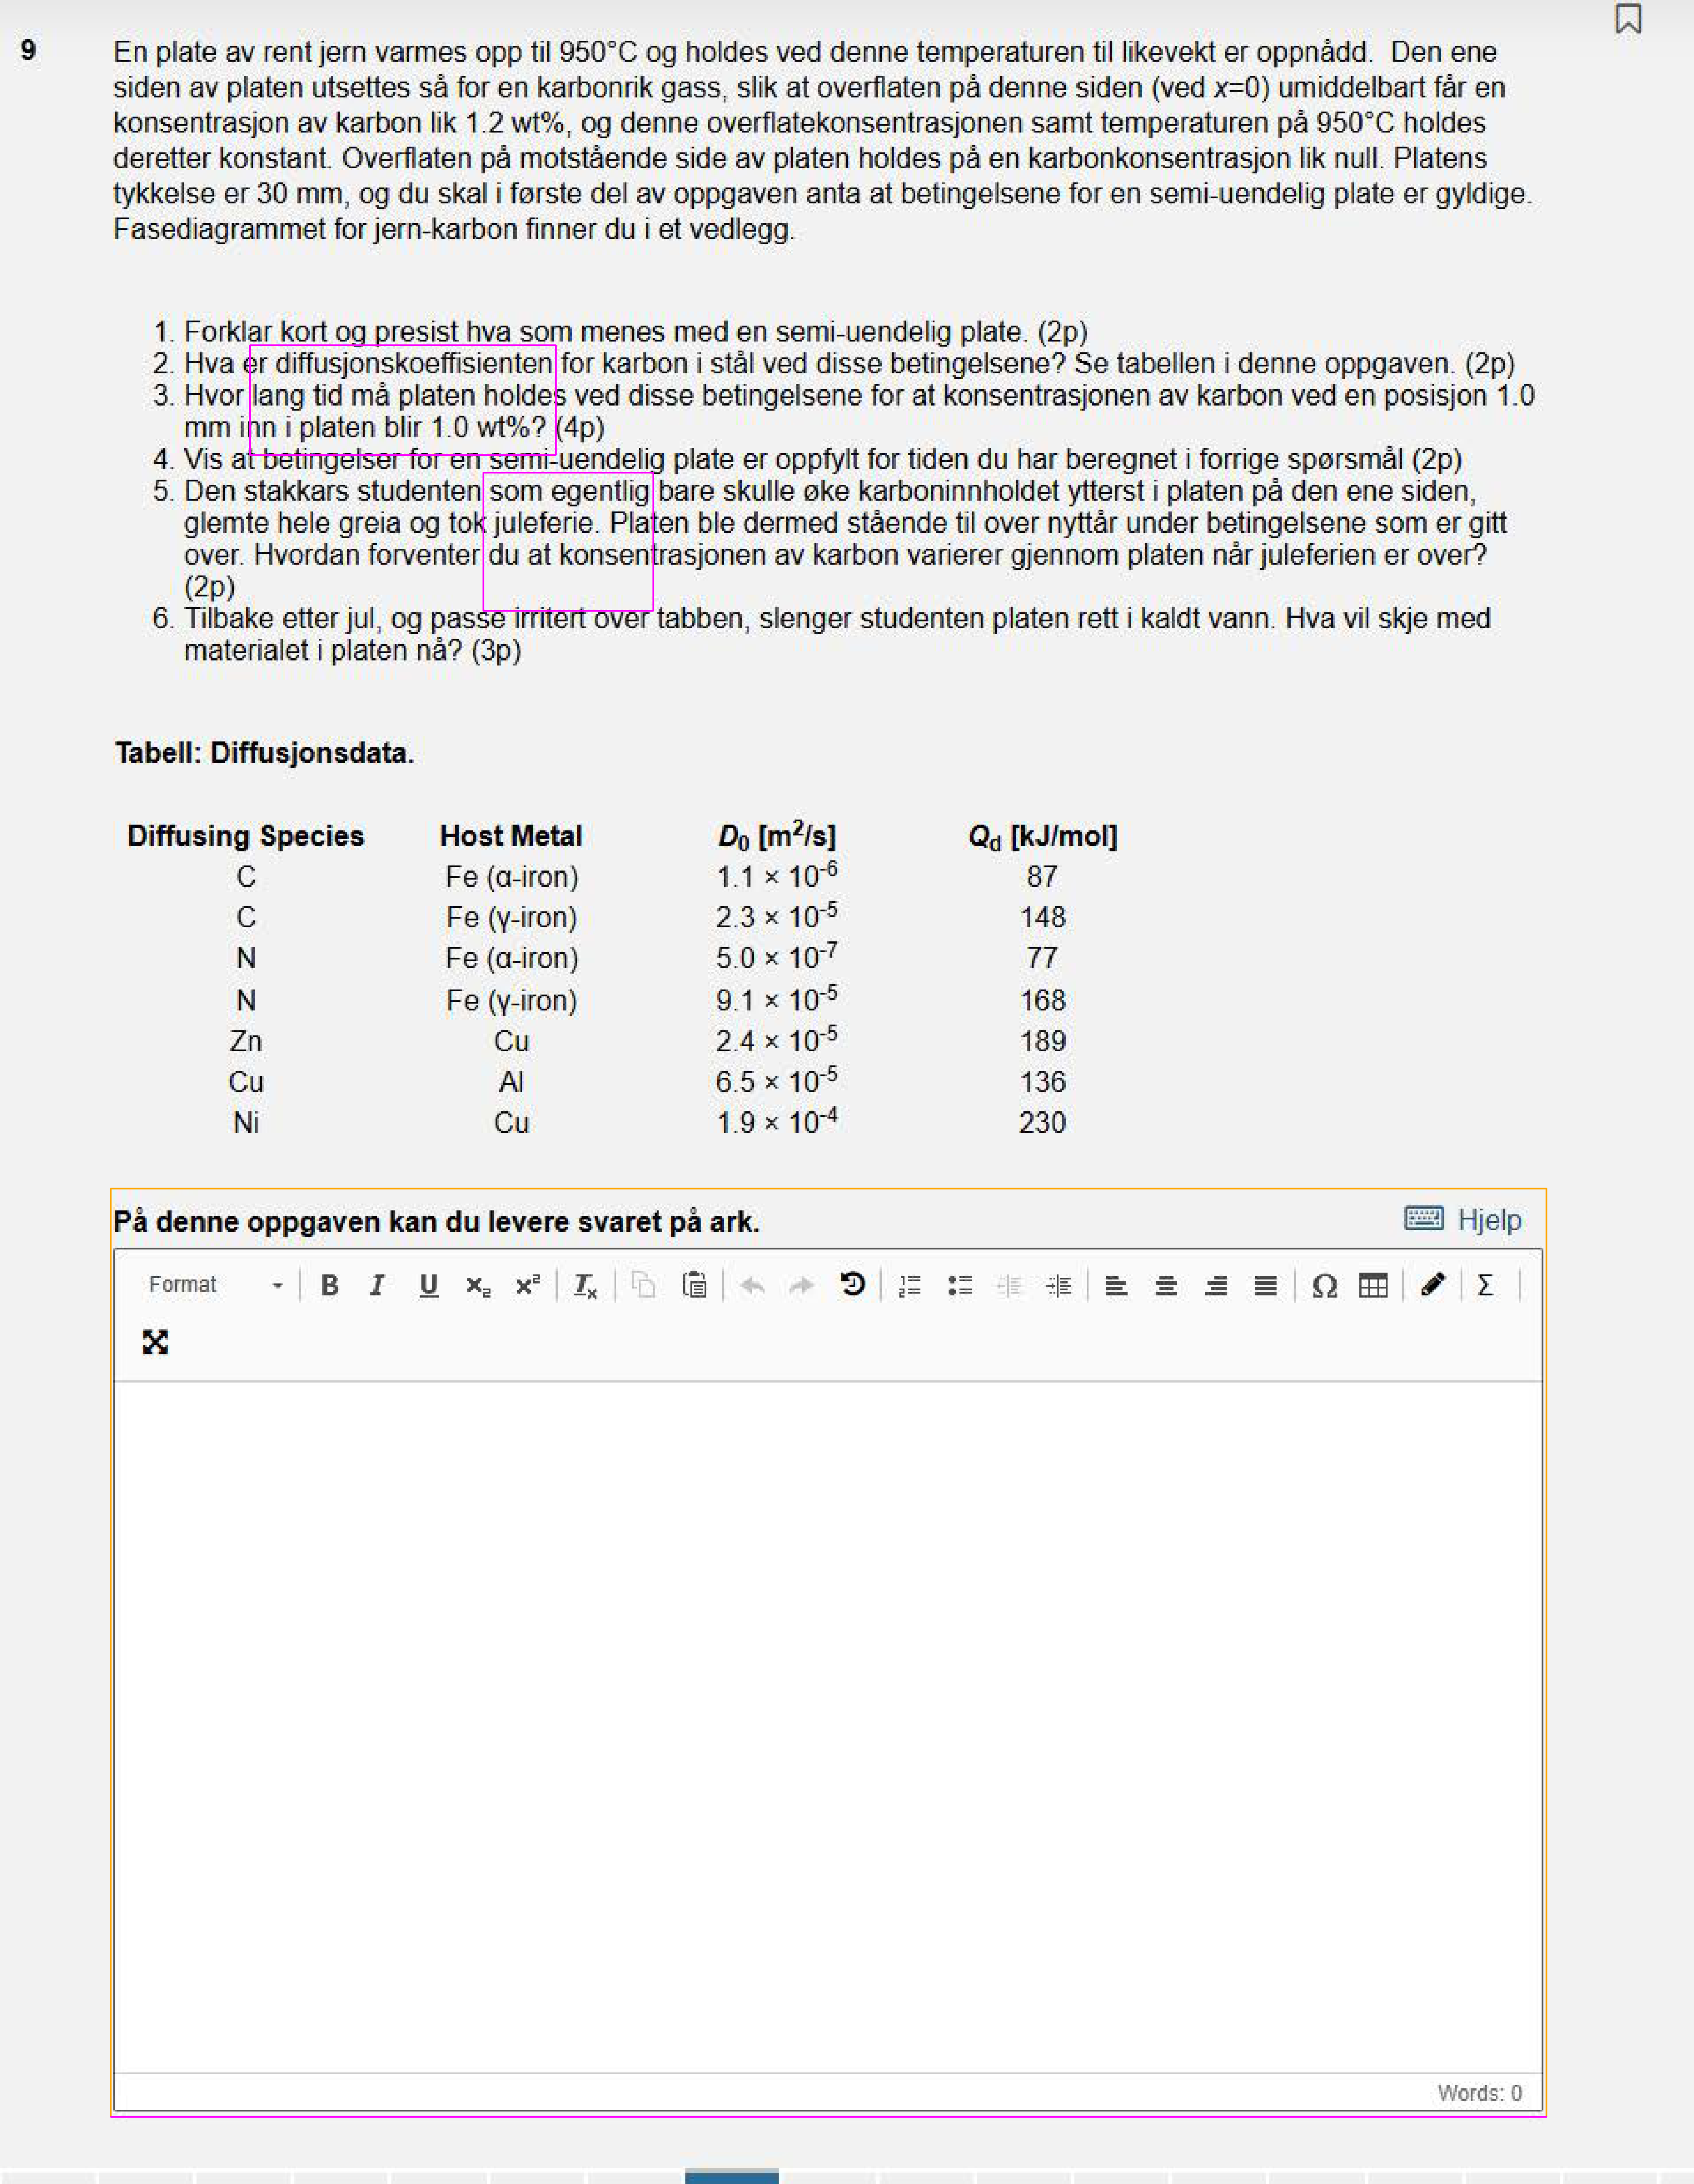 9
En plate av rent jern varmes opp til 950°C og holdes ved denne temperaturen til likevekt er oppnådd. Den ene
siden av platen utsettes så for en karbonrik gass, slik at overflaten på denne siden (ved x=0) umiddelbart får en
konsentrasjon av karbon lik 1.2 wt%, og denne overflatekonsentrasjonen samt temperaturen på 950°C holdes
deretter konstant. Overflaten på motstående side av platen holdes på en karbonkonsentrasjon lik null. Platens
tykkelse er 30 mm, og du skal i første del av oppgaven anta at betingelsene for en semi-uendelig plate er gyldige.
Fasediagrammet for jern-karbon finner du i et vedlegg.
1. Forklar kort og presist hva som menes med en semi-uendelig plate. (2p)
2. Hva er diffusjonskoeffisienten for karbon i stål ved disse betingelsene? Se tabellen i denne oppgaven. (2p)
3. Hvor lang tid må platen holdes ved disse betingelsene for at konsentrasjonen av karbon ved en posisjon 1.0
mm inn i platen blir 1.0 wt%? (4p)
4. Vis at betingelser for en semi-uendelig plate er oppfylt for tiden du har beregnet i forrige spørsmål (2p)
5. Den stakkars studenten som egentlig bare skulle øke karboninnholdet ytterst i platen på den ene siden,
glemte hele greia og tok juleferie. Platen ble dermed stående til over nyttår under betingelsene som er gitt
over. Hvordan forventer du at konsentrasjonen av karbon varierer gjennom platen når juleferien er over?
(2p)
6. Tilbake etter jul, og passe irritert over tabben, slenger studenten platen rett i kaldt vann. Hva vil skje med
materialet i platen nå? (3p)
Tabell: Diffusjonsdata.
Diffusing Species Host Metal D₀ [m²/s] Qd [kJ/mol]
C Fe (α-iron) 1.1 × 10⁻⁶ 87
C Fe (γ-iron) 2.3 × 10⁻⁵ 148
N Fe (α-iron) 5.0 × 10⁻⁷ 77
N Fe (γ-iron) 9.1 × 10⁻⁵ 168
Zn Cu 2.4 × 10⁻⁵ 189
Cu Al 6.5 × 10⁻⁵ 136
Ni Cu 1.9 × 10⁻⁴ 230
På denne oppgaven kan du levere svaret på ark. Hjelp
Format B I U x₂ x² Tx Ω Σ
Words: 0